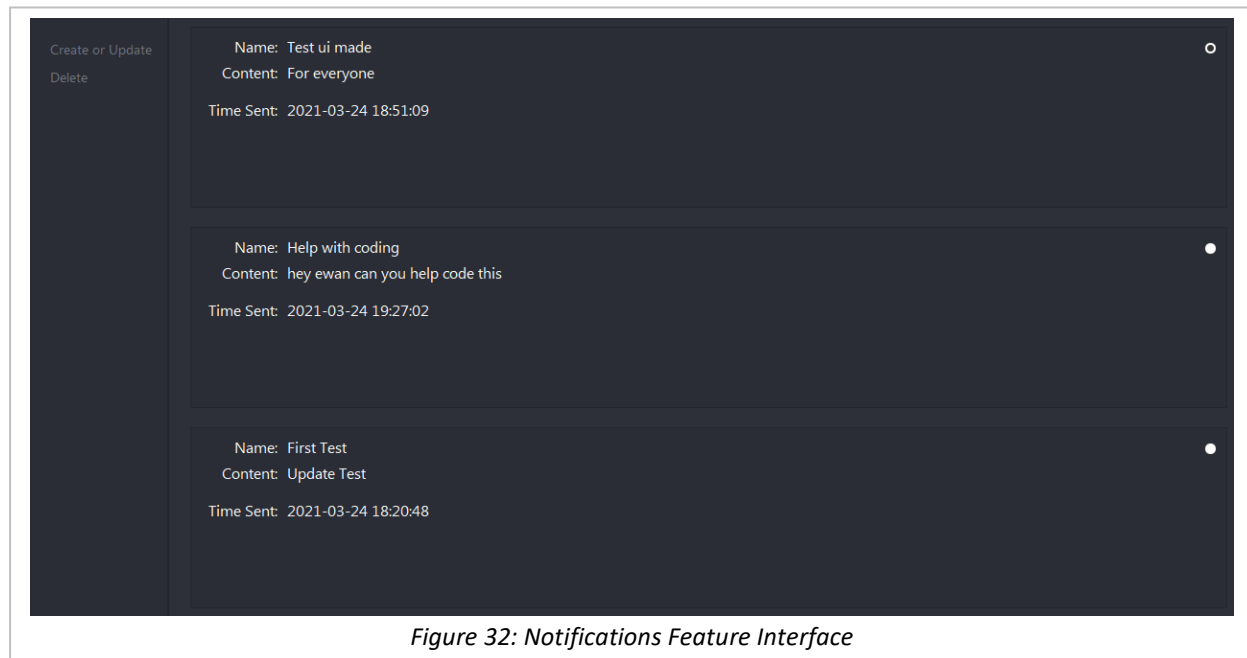 Create or Update
Delete
Name: Test ui made
Content: For everyone
Time Sent: 2021-03-24 18:51:09
Name: Help with coding
Content: hey ewan can you help code this
Time Sent: 2021-03-24 19:27:02
Name: First Test
Content: Update Test
Time Sent: 2021-03-24 18:20:48
Figure 32: Notifications Feature Interface